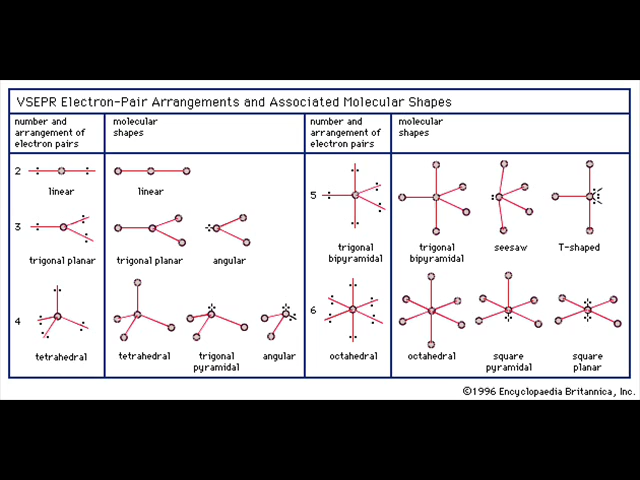 VSEPR Electron-Pair Arrangements and Associated Molecular Shapes
number and
arrangement of
electron pairs
molecular
shapes
2
linear
linear
3
trigonal planar
trigonal planar
angular
4
tetrahedral
tetrahedral
trigonal
pyramidal
angular
number and
arrangement of
electron pairs
molecular
shapes
5
trigonal
bipyramidal
trigonal
bipyramidal
seesaw
T-shaped
6
octahedral
octahedral
square
pyramidal
square
planar
©1996 Encyclopaedia Britannica, Inc.